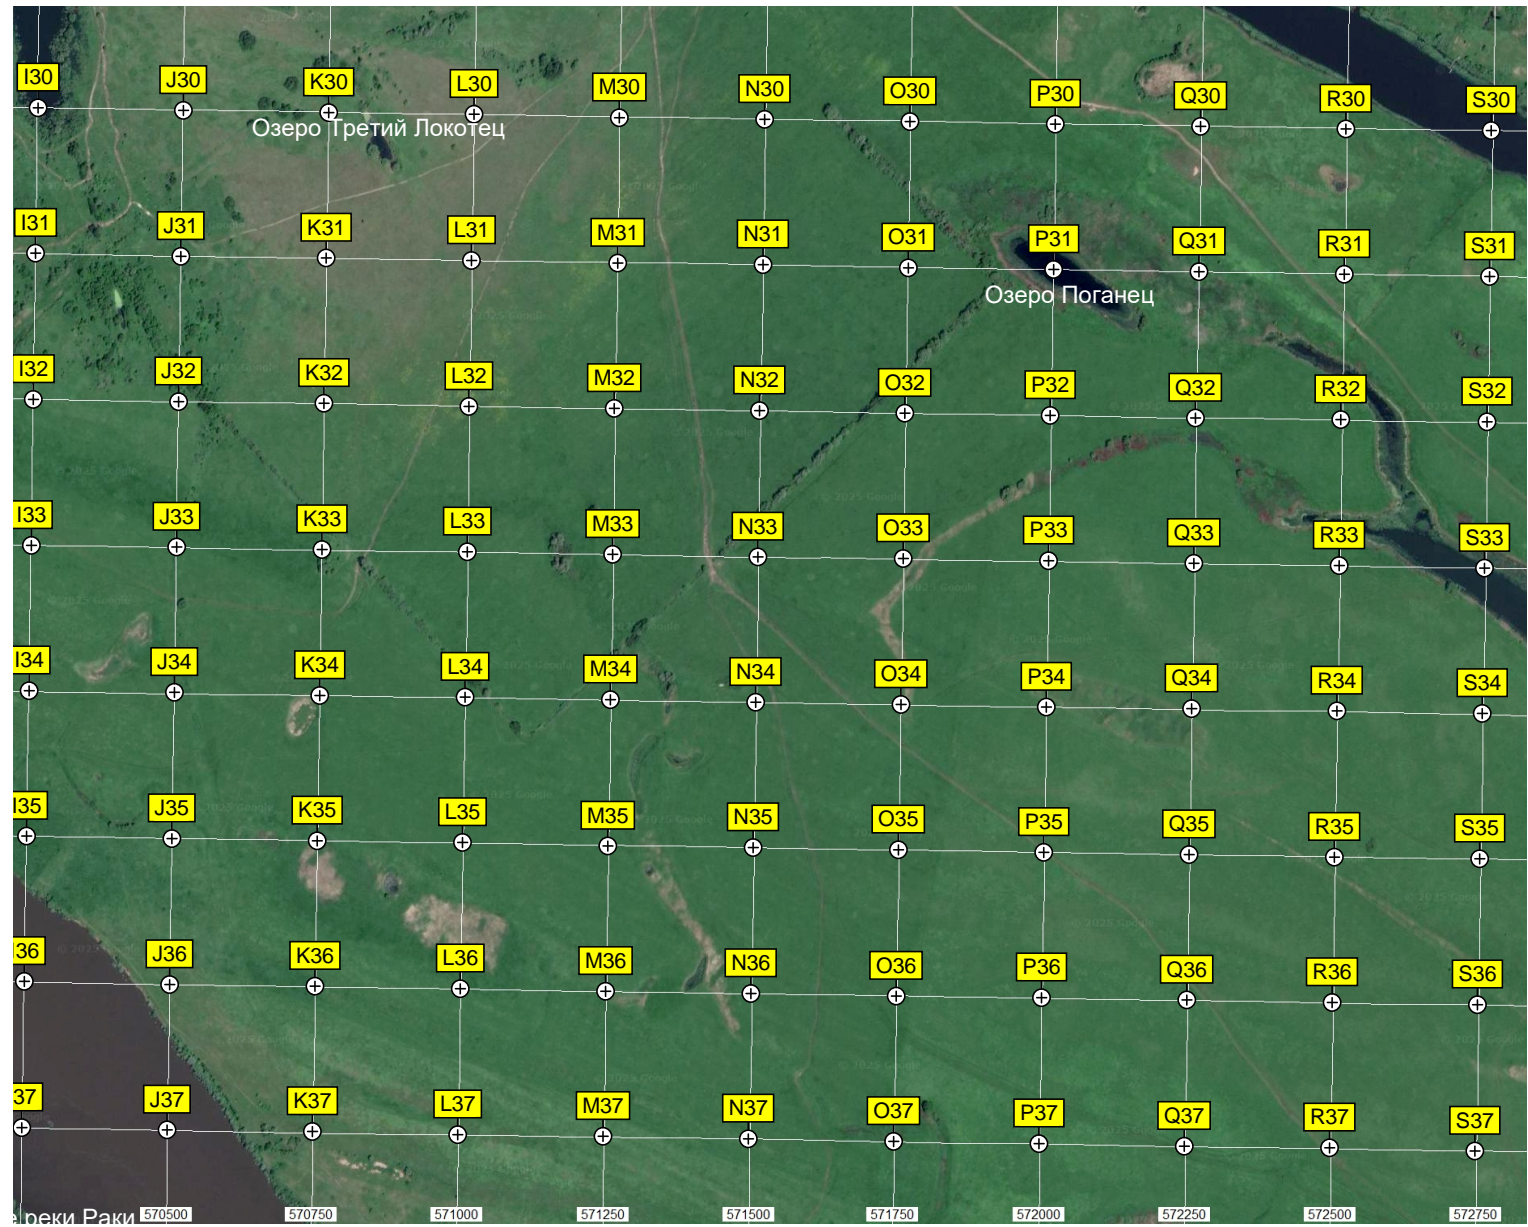 I30 J30 K30 L30 M30 N30 O30 P30 Q30 R30 S30
Озеро Третий Локотец
I31 J31 K31 L31 M31 N31 O31 P31 Q31 R31 S31
Озеро Поганец
I32 J32 K32 L32 M32 N32 O32 P32 Q32 R32 S32
I33 J33 K33 L33 M33 N33 O33 P33 Q33 R33 S33
I34 J34 K34 L34 M34 N34 O34 P34 Q34 R34 S34
I35 J35 K35 L35 M35 N35 O35 P35 Q35 R35 S35
36 J36 K36 L36 M36 N36 O36 P36 Q36 R36 S36
37 J37 K37 L37 M37 N37 O37 P37 Q37 R37 S37
е реки Раки 570500 570750 571000 571250 571500 571750 572000 572250 572500 572750